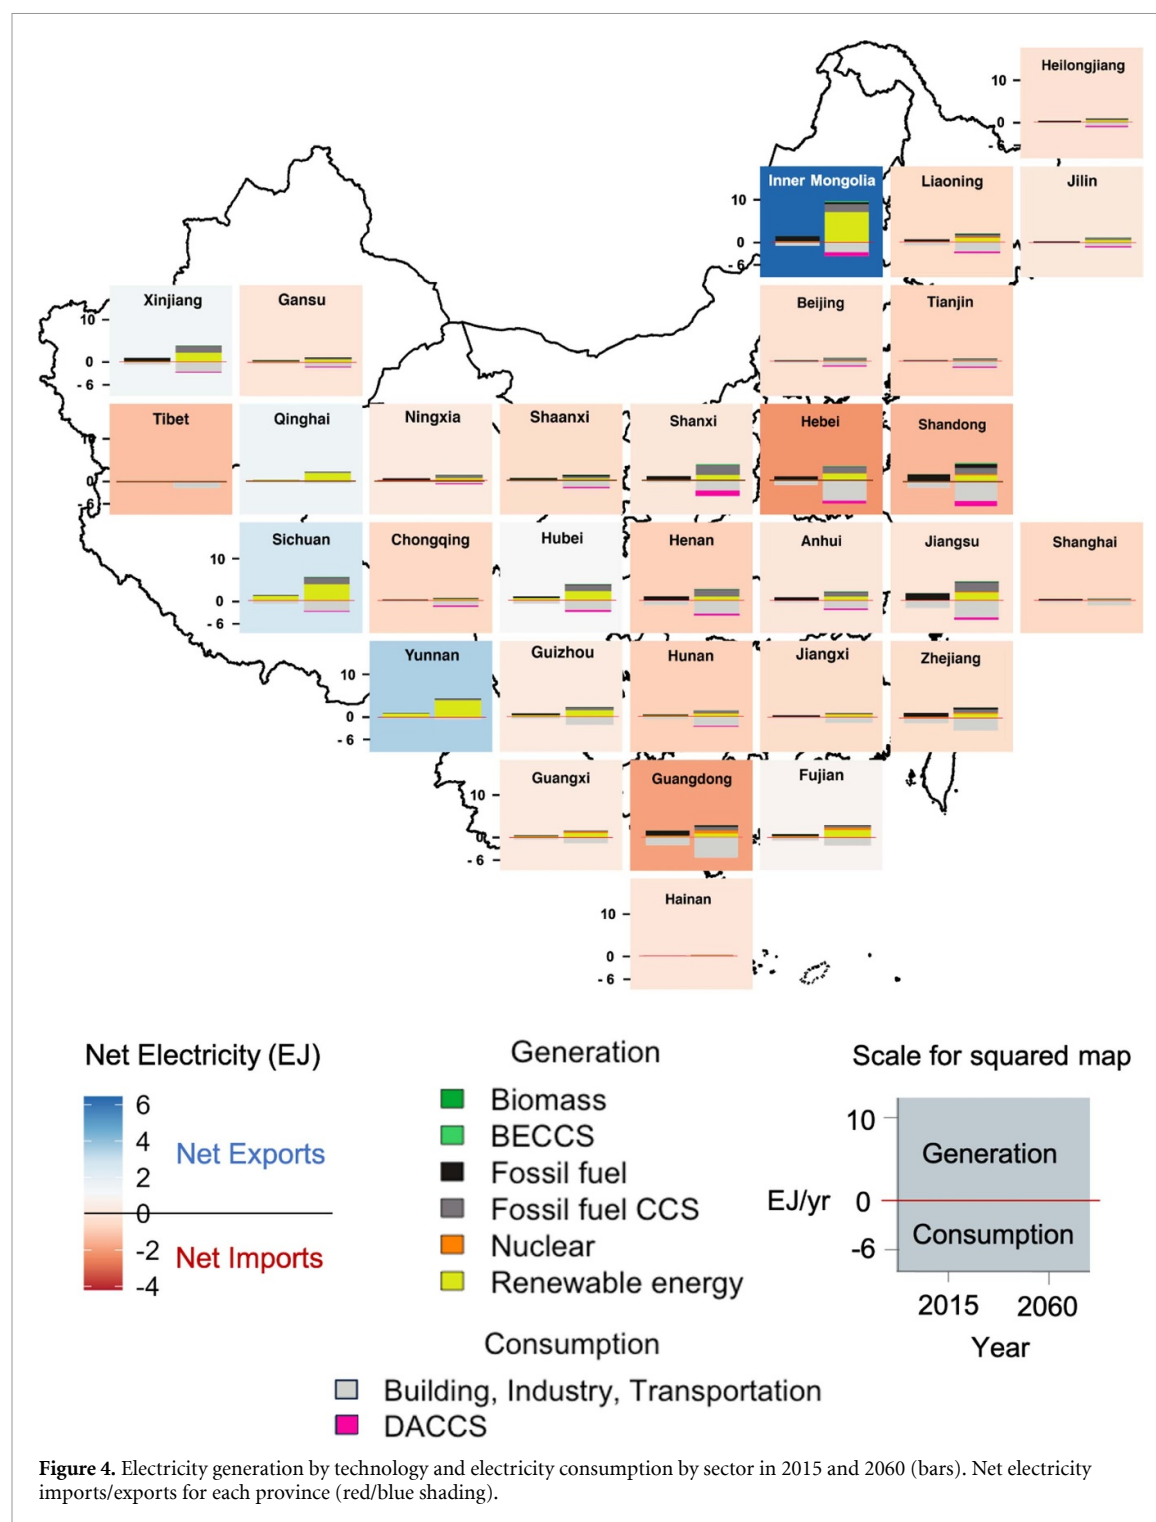 Heilongjiang
10
0
- 6
Inner Mongolia
Liaoning
Jilin
10
0
- 6
Xinjiang
Gansu
Beijing
Tianjin
10
0
- 6
Tibet
Qinghai
Ningxia
Shaanxi
Shanxi
Hebei
Shandong
10
0
-6
Sichuan
Chongqing
Hubei
Henan
Anhui
Jiangsu
Shanghai
10
0
- 6
Yunnan
Guizhou
Hunan
Jiangxi
Zhejiang
10
0
- 6
Guangxi
Guangdong
Fujian
10
0
- 6
Hainan
10
0
- 6
Net Electricity (EJ)
6
4
2
0
-2
-4
Net Exports
Net Imports
Generation
Biomass
BECCS
Fossil fuel
Fossil fuel CCS
Nuclear
Renewable energy
Consumption
Building, Industry, Transportation
DACCS
Scale for squared map
10
Generation
EJ/yr 0
Consumption
-6
2015 2060
Year
Figure 4. Electricity generation by technology and electricity consumption by sector in 2015 and 2060 (bars). Net electricity
imports/exports for each province (red/blue shading).